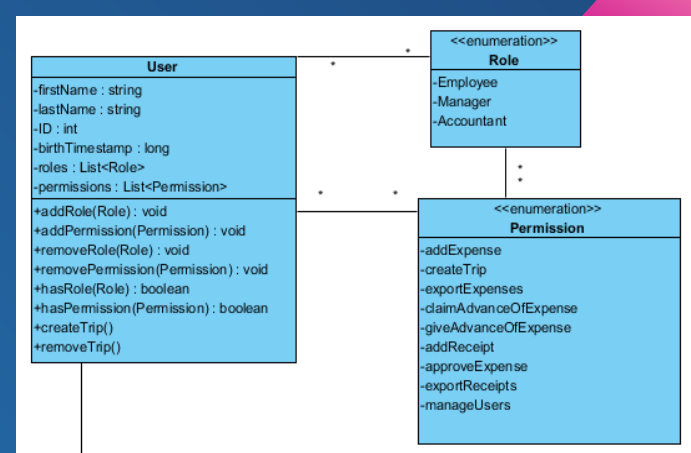 User
-firstName : string
-lastName : string
-ID : int
-birthTimestamp : long
-roles : List<Role>
-permissions : List<Permission>
+addRole(Role) : void
+addPermission(Permission) : void
+removeRole(Role) : void
+removePermission(Permission) : void
+hasRole(Role) : boolean
+hasPermission(Permission) : boolean
+createTrip()
+removeTrip()
*
*
<<enumeration>>
Role
-Employee
-Manager
-Accountant
*
*
*
*
<<enumeration>>
Permission
-addExpense
-createTrip
-exportExpenses
-claimAdvanceOfExpense
-giveAdvanceOfExpense
-addReceipt
-approveExpense
-exportReceipts
-manageUsers